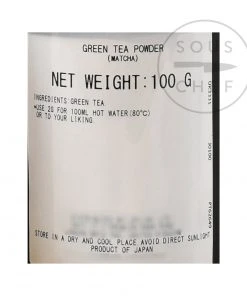 SOUS
CHEF
GREEN TEA POWDER
(MATCHA)
NET WEIGHT:100 G
INGREDIENTS GREEN TEA
*USE 2G FOR 100ML HOT WATER(80°C)
OR TO YOUR LIKING.
STORE IN A DRY AND COOL PLACE AVOID DIRECT SUNLIGHT
PRODUCT OF JAPAN